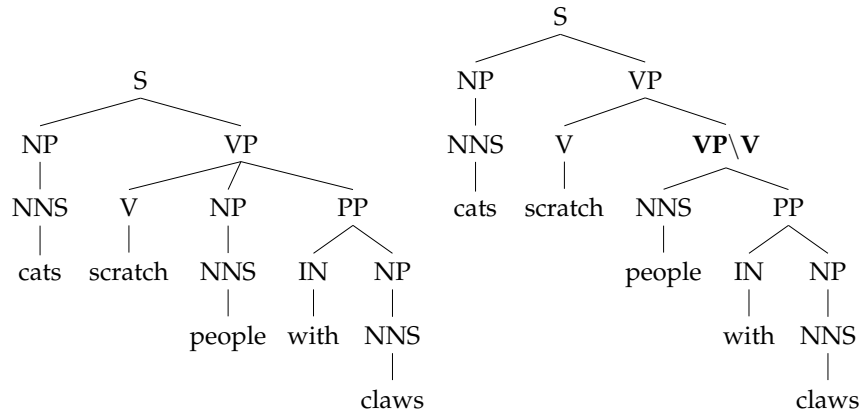 S
NP VP
NNS V NP PP
cats scratch NNS IN NP
people with NNS
claws
S
NP VP
NNS V VP\V
cats scratch NNS PP
people IN NP
with NNS
claws